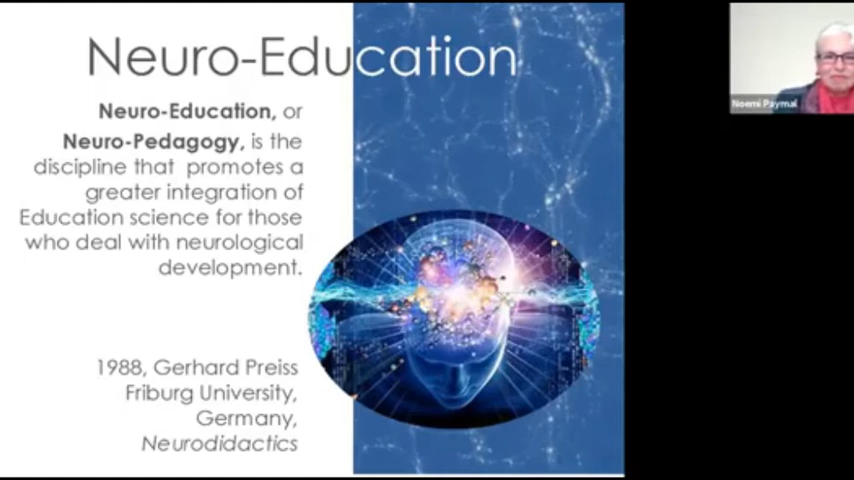 Neuro-Education
Neuro-Education, or
Neuro-Pedagogy, is the
discipline that promotes a
greater integration of
Education science for those
who deal with neurological
development.
1988, Gerhard Preiss
Friburg University,
Germany,
Neurodidactics
Noemi Paymal